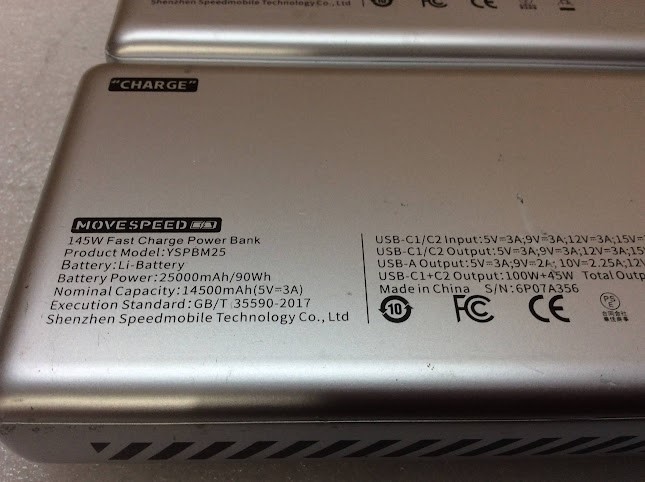 Shenzhen Speedmobile Technology Co., Ltd
"CHARGE"
MOVESPEED
145W Fast Charge Power Bank
Product Model:YSPBM25
Battery:Li-Battery
Battery Power:25000mAh/90Wh
Nominal Capacity:14500mAh(5V=3A)
Execution Standard:GB/T 35590-2017
Shenzhen Speedmobile Technology Co., Ltd
USB-C1/C2 Input:5V=3A;9V=3A;12V=3A;15V=
USB-C1/C2 Output:5V=3A;9V=3A;12V=3A;
USB-A Output:5V=3A;9V=2A; 10V=2.25A;12V
USB-C1+C2 Output:100W+45W Total Outp
Made in China S/N:6P07A356
10 FC CE PSE